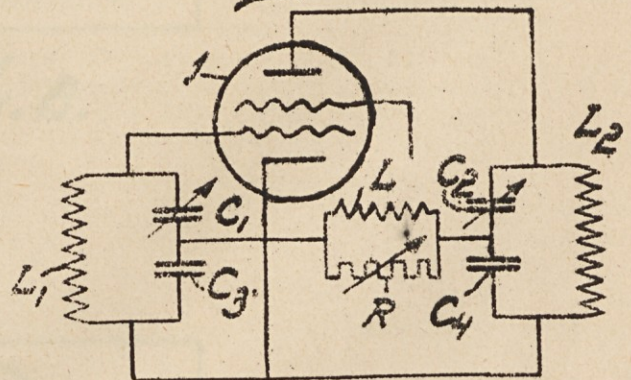 1
L₂
L C₂
C₁
L₁ C₃
R C₄